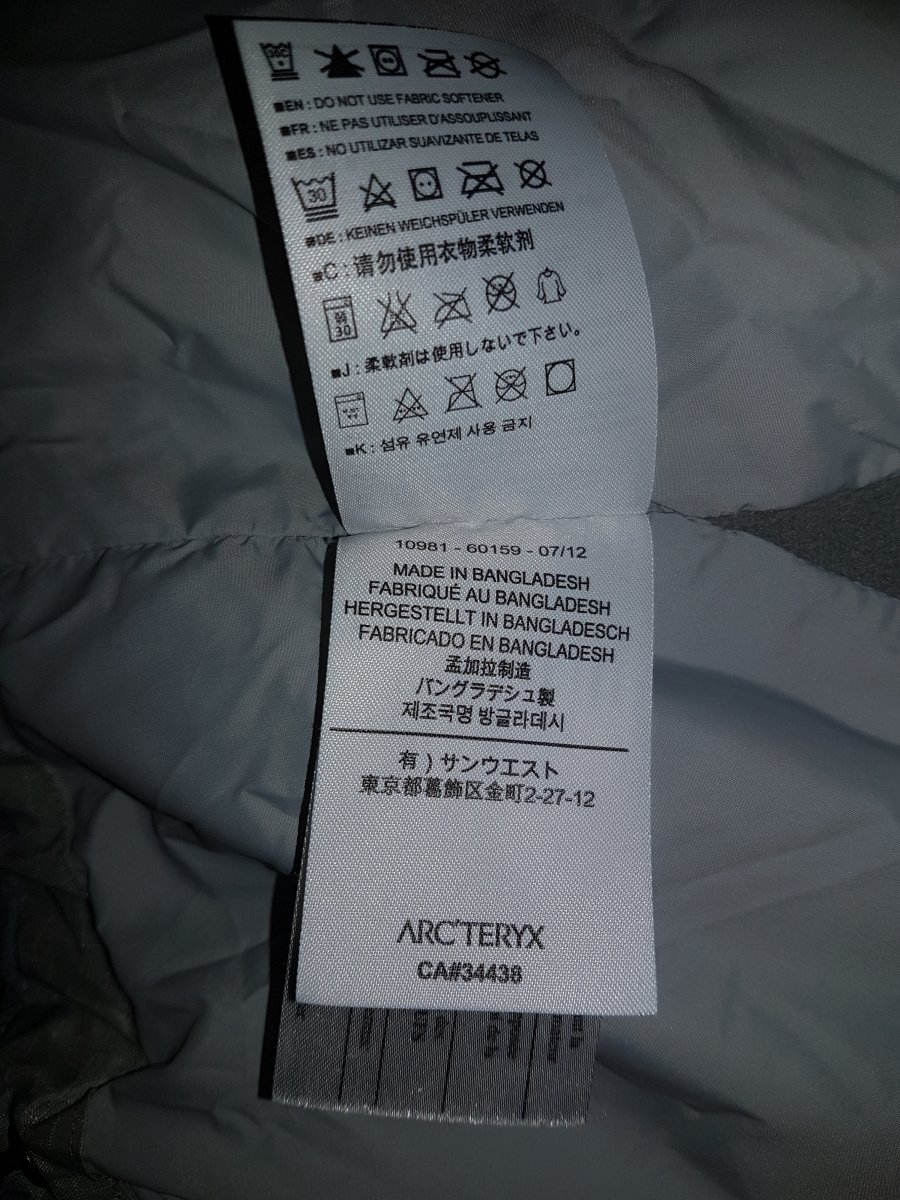 30C
■EN : DO NOT USE FABRIC SOFTENER
■FR : NE PAS UTILISER D'ASSOUPLISSANT
■ES : NO UTILIZAR SUAVIZANTE DE TELAS
30
■DE : KEINEN WEICHSPÜLER VERWENDEN
■C : 请勿使用衣物柔软剂
弱
30
■J : 柔軟剤は使用しないで下さい。
■K : 섬유 유언제 사용 금지
10981 - 60159 - 07/12
MADE IN BANGLADESH
FABRIQUÉ AU BANGLADESH
HERGESTELLT IN BANGLADESCH
FABRICADO EN BANGLADESH
孟加拉制造
バングラデシュ製
제조국명 방글라데시
有 ) サンウエスト
東京都葛飾区金町2-27-12
ARC'TERYX
CA#34438